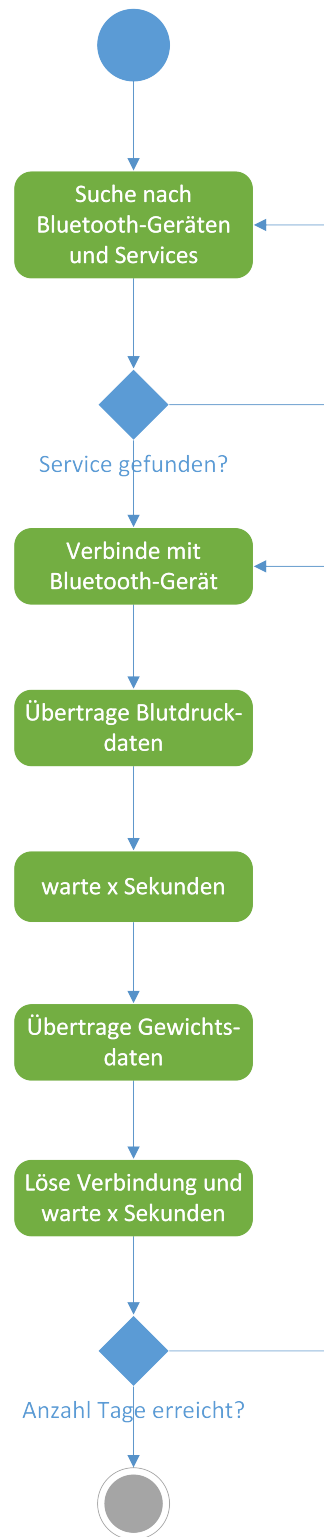 Suche nach
Bluetooth-Geräten
und Services
Service gefunden?
Verbinde mit
Bluetooth-Gerät
Übertrage Blutdruck-
daten
warte x Sekunden
Übertrage Gewichts-
daten
Löse Verbindung und
warte x Sekunden
Anzahl Tage erreicht?